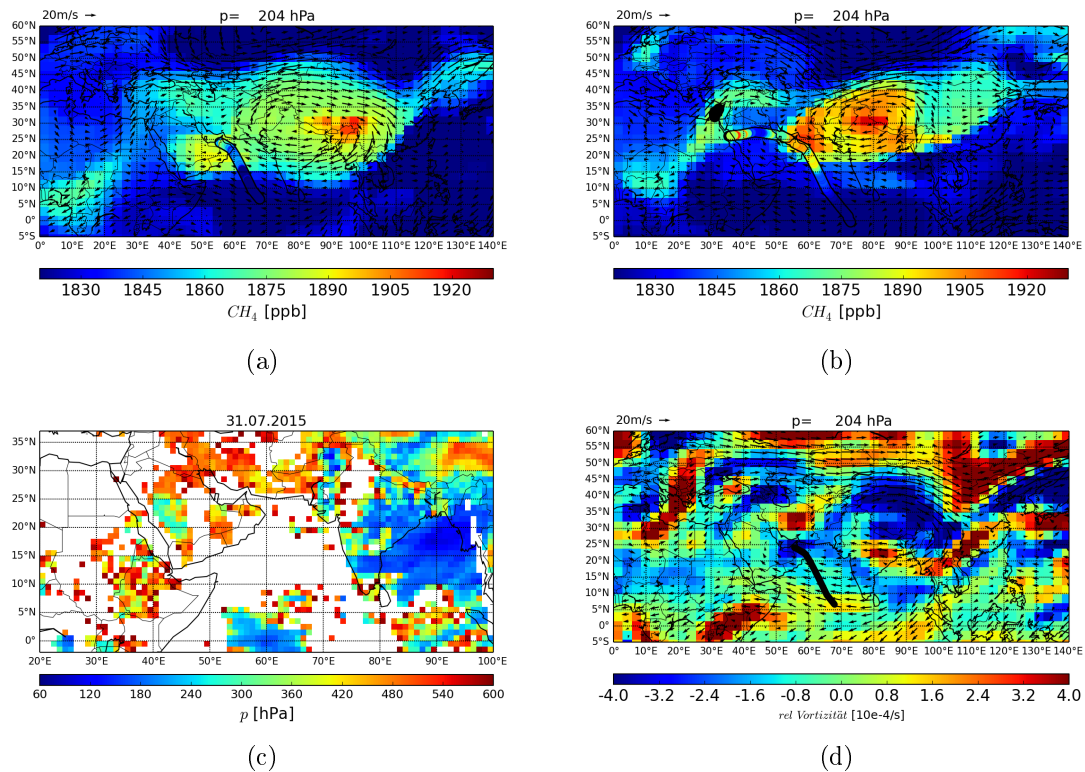 20m/s p= 204 hPa
60°N
55°N
50°N
45°N
40°N
35°N
30°N
25°N
20°N
15°N
10°N
5°N
0°
5°S
0° 10°E 20°E 30°E 40°E 50°E 60°E 70°E 80°E 90°E 100°E 110°E 120°E 130°E 140°E
1830 1845 1860 1875 1890 1905 1920
CH4 [ppb]
(a)
20m/s p= 204 hPa
60°N
55°N
50°N
45°N
40°N
35°N
30°N
25°N
20°N
15°N
10°N
5°N
0°
5°S
0° 10°E 20°E 30°E 40°E 50°E 60°E 70°E 80°E 90°E 100°E 110°E 120°E 130°E 140°E
1830 1845 1860 1875 1890 1905 1920
CH4 [ppb]
(b)
31.07.2015
35°N
30°N
25°N
20°N
15°N
10°N
5°N
0°
20°E 30°E 40°E 50°E 60°E 70°E 80°E 90°E 100°E
60 120 180 240 300 360 420 480 540 600
p [hPa]
(c)
20m/s p= 204 hPa
60°N
55°N
50°N
45°N
40°N
35°N
30°N
25°N
20°N
15°N
10°N
5°N
0°
5°S
0° 10°E 20°E 30°E 40°E 50°E 60°E 70°E 80°E 90°E 100°E 110°E 120°E 130°E 140°E
-4.0 -3.2 -2.4 -1.6 -0.8 0.0 0.8 1.6 2.4 3.2 4.0
rel Vortizität [10e-4/s]
(d)